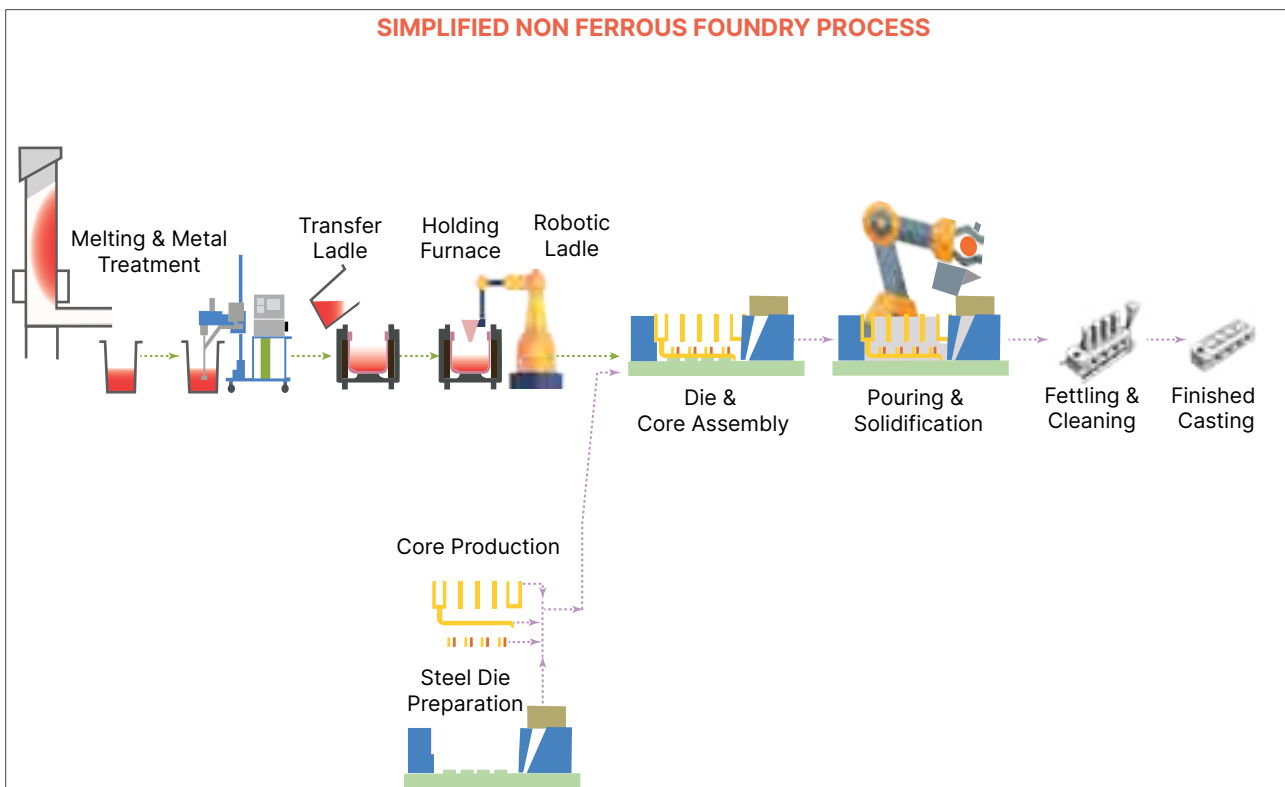 SIMPLIFIED NON FERROUS FOUNDRY PROCESS
Melting & Metal
Treatment
Transfer
Ladle
Holding
Furnace
Robotic
Ladle
Die &
Core Assembly
Pouring &
Solidification
Fettling &
Cleaning
Finished
Casting
Core Production
Steel Die
Preparation